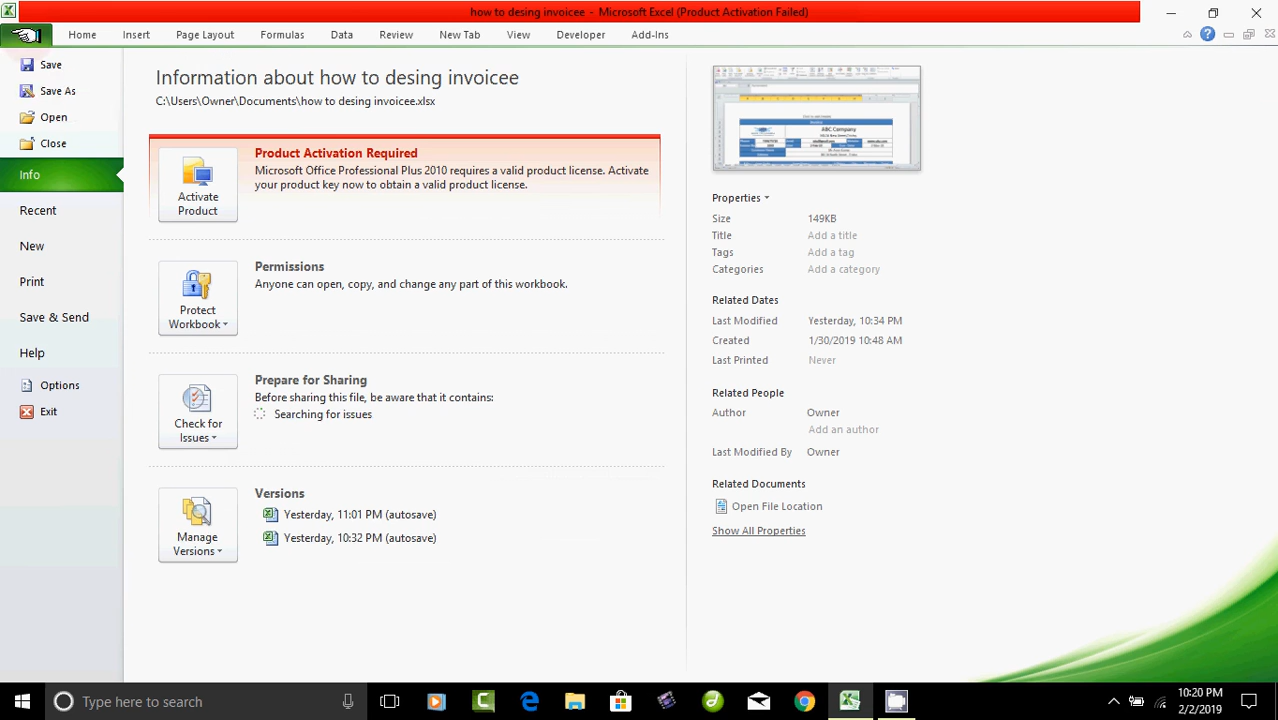 how to desing invoicee - Microsoft Excel (Product Activation Failed)
Home Insert Page Layout Formulas Data Review New Tab View Developer Add-Ins
Save
Save As
Open
Close
Info
Recent
New
Print
Save & Send
Help
Options
Exit
Information about how to desing invoicee
C:\Users\Owner\Documents\how to desing invoicee.xlsx
Activate
Product
Product Activation Required
Microsoft Office Professional Plus 2010 requires a valid product license. Activate
your product key now to obtain a valid product license.
Protect
Workbook
Permissions
Anyone can open, copy, and change any part of this workbook.
Check for
Issues
Prepare for Sharing
Before sharing this file, be aware that it contains:
Searching for issues
Manage
Versions
Versions
Yesterday, 11:01 PM (autosave)
Yesterday, 10:32 PM (autosave)
ABC Company
Properties
Size 149KB
Title Add a title
Tags Add a tag
Categories Add a category
Related Dates
Last Modified Yesterday, 10:34 PM
Created 1/30/2019 10:48 AM
Last Printed Never
Related People
Author Owner
Add an author
Last Modified By Owner
Related Documents
Open File Location
Show All Properties
Type here to search
10:20 PM
2/2/2019